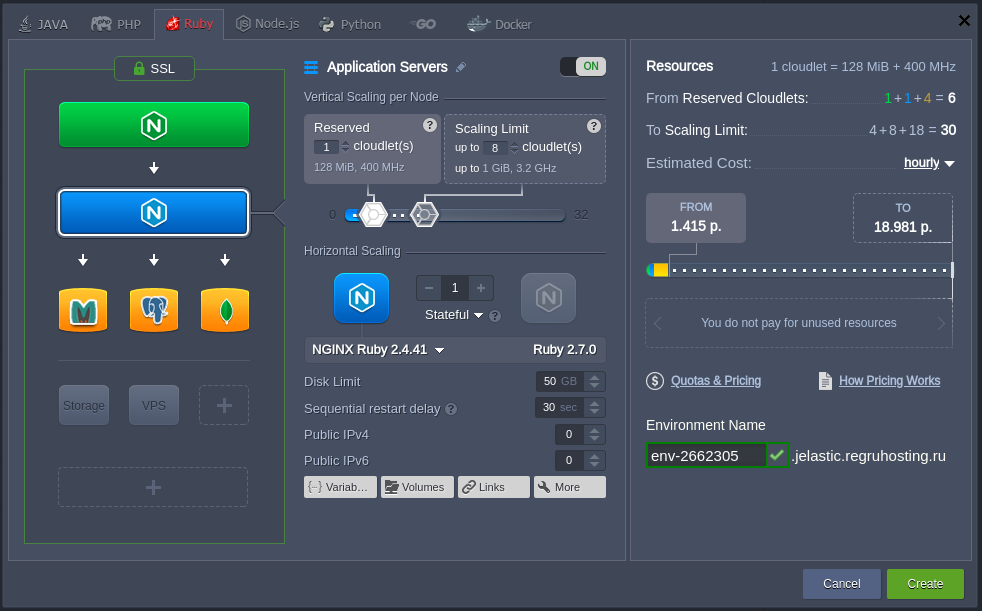 JAVA PHP Ruby Node.js Python GO Docker
SSL
Storage VPS
Application Servers ON
Vertical Scaling per Node
Reserved ?
1 cloudlet(s)
128 MiB, 400 MHz
Scaling Limit ?
up to 8 cloudlet(s)
up to 1 GiB, 3.2 GHz
0 32
Horizontal Scaling
1
Stateful ?
NGINX Ruby 2.4.41 Ruby 2.7.0
Disk Limit 50 GB
Sequential restart delay ? 30 sec
Public IPv4 0
Public IPv6 0
Variab... Volumes Links More
Resources 1 cloudlet = 128 MiB + 400 MHz
From Reserved Cloudlets: 1+1+4 = 6
To Scaling Limit: 4+8+18 = 30
Estimated Cost: hourly
FROM
1.415 р.
TO
18.981 р.
You do not pay for unused resources
$ Quotas & Pricing How Pricing Works
Environment Name
env-2662305 .jelastic.regruhosting.ru
Cancel Create